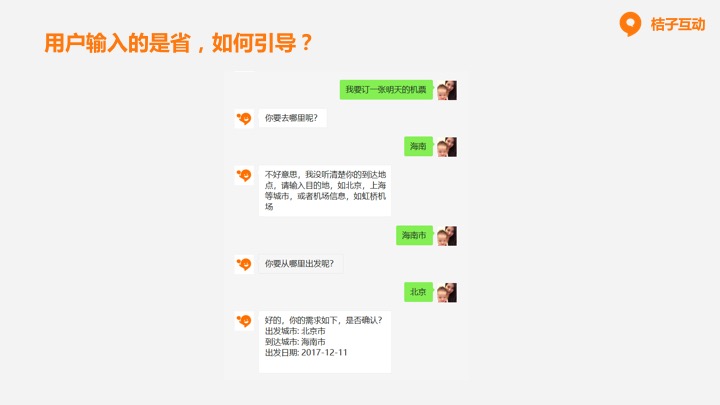 桔子互动
用户输入的是省，如何引导？
我要订一张明天的机票
你要去哪里呢?
海南
不好意思，我没听清楚你的到达地
点，请输入目的地，如北京，上海
等城市，或者机场信息，如虹桥机
场
海南市
你要从哪里出发呢?
北京
好的，你的需求如下，是否确认?
出发城市: 北京市
到达城市: 海南市
出发日期: 2017-12-11